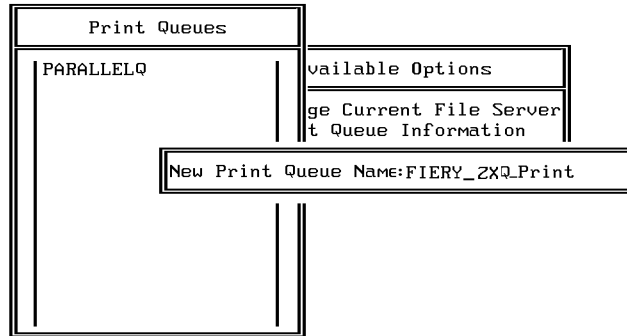 Print Queues
PARALLELQ
vailable Options
ge Current File Server
t Queue Information
New Print Queue Name:FIERY_ZXQ_Print